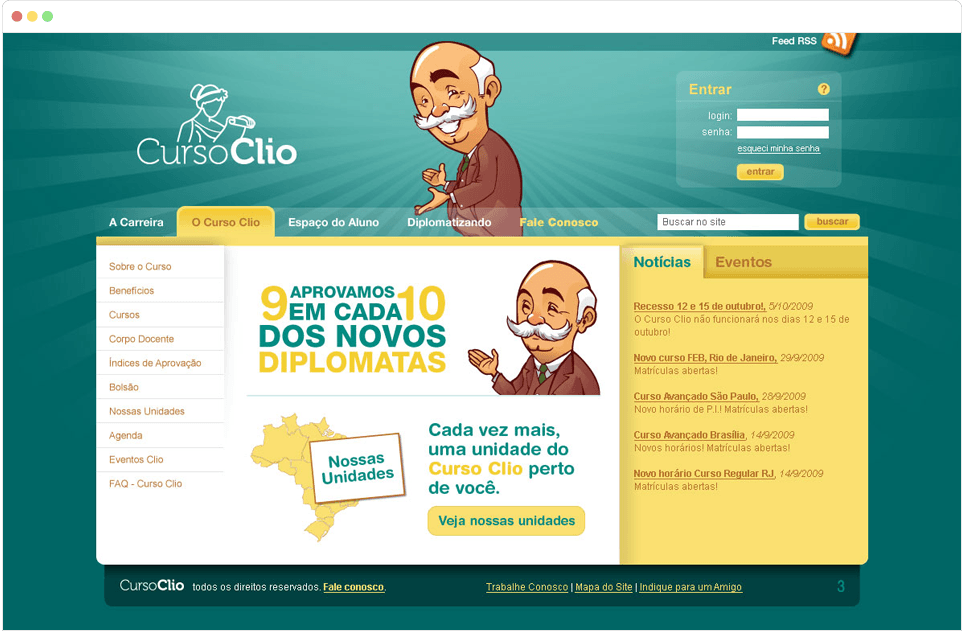 Feed RSS
CursoClio
Entrar
?
login:
senha:
esqueci minha senha
entrar
A Carreira
O Curso Clio
Espaço do Aluno
Diplomatizando
Fale Conosco
Buscar no site
buscar
Sobre o Curso
Benefícios
Cursos
Corpo Docente
Índices de Aprovação
Bolsão
Nossas Unidades
Agenda
Eventos Clio
FAQ - Curso Clio
9 APROVAMOS EM CADA 10
DOS NOVOS
DIPLOMATAS
Nossas
Unidades
Cada vez mais,
uma unidade do
Curso Clio perto
de você.
Veja nossas unidades
Notícias
Eventos
Recesso 12 e 15 de outubro!, 5/10/2009
O Curso Clio não funcionará nos dias 12 e 15 de
outubro!
Novo curso FEB, Rio de Janeiro, 29/9/2009
Matrículas abertas!
Curso Avançado São Paulo, 28/9/2009
Novo horário de P.I.! Matrículas abertas!
Curso Avançado Brasília, 14/9/2009
Novos horários! Matrículas abertas!
Novo horário Curso Regular RJ, 14/9/2009
Matrículas abertas!
CursoClio todos os direitos reservados. Fale conosco.
Trabalhe Conosco | Mapa do Site | Indique para um Amigo
3